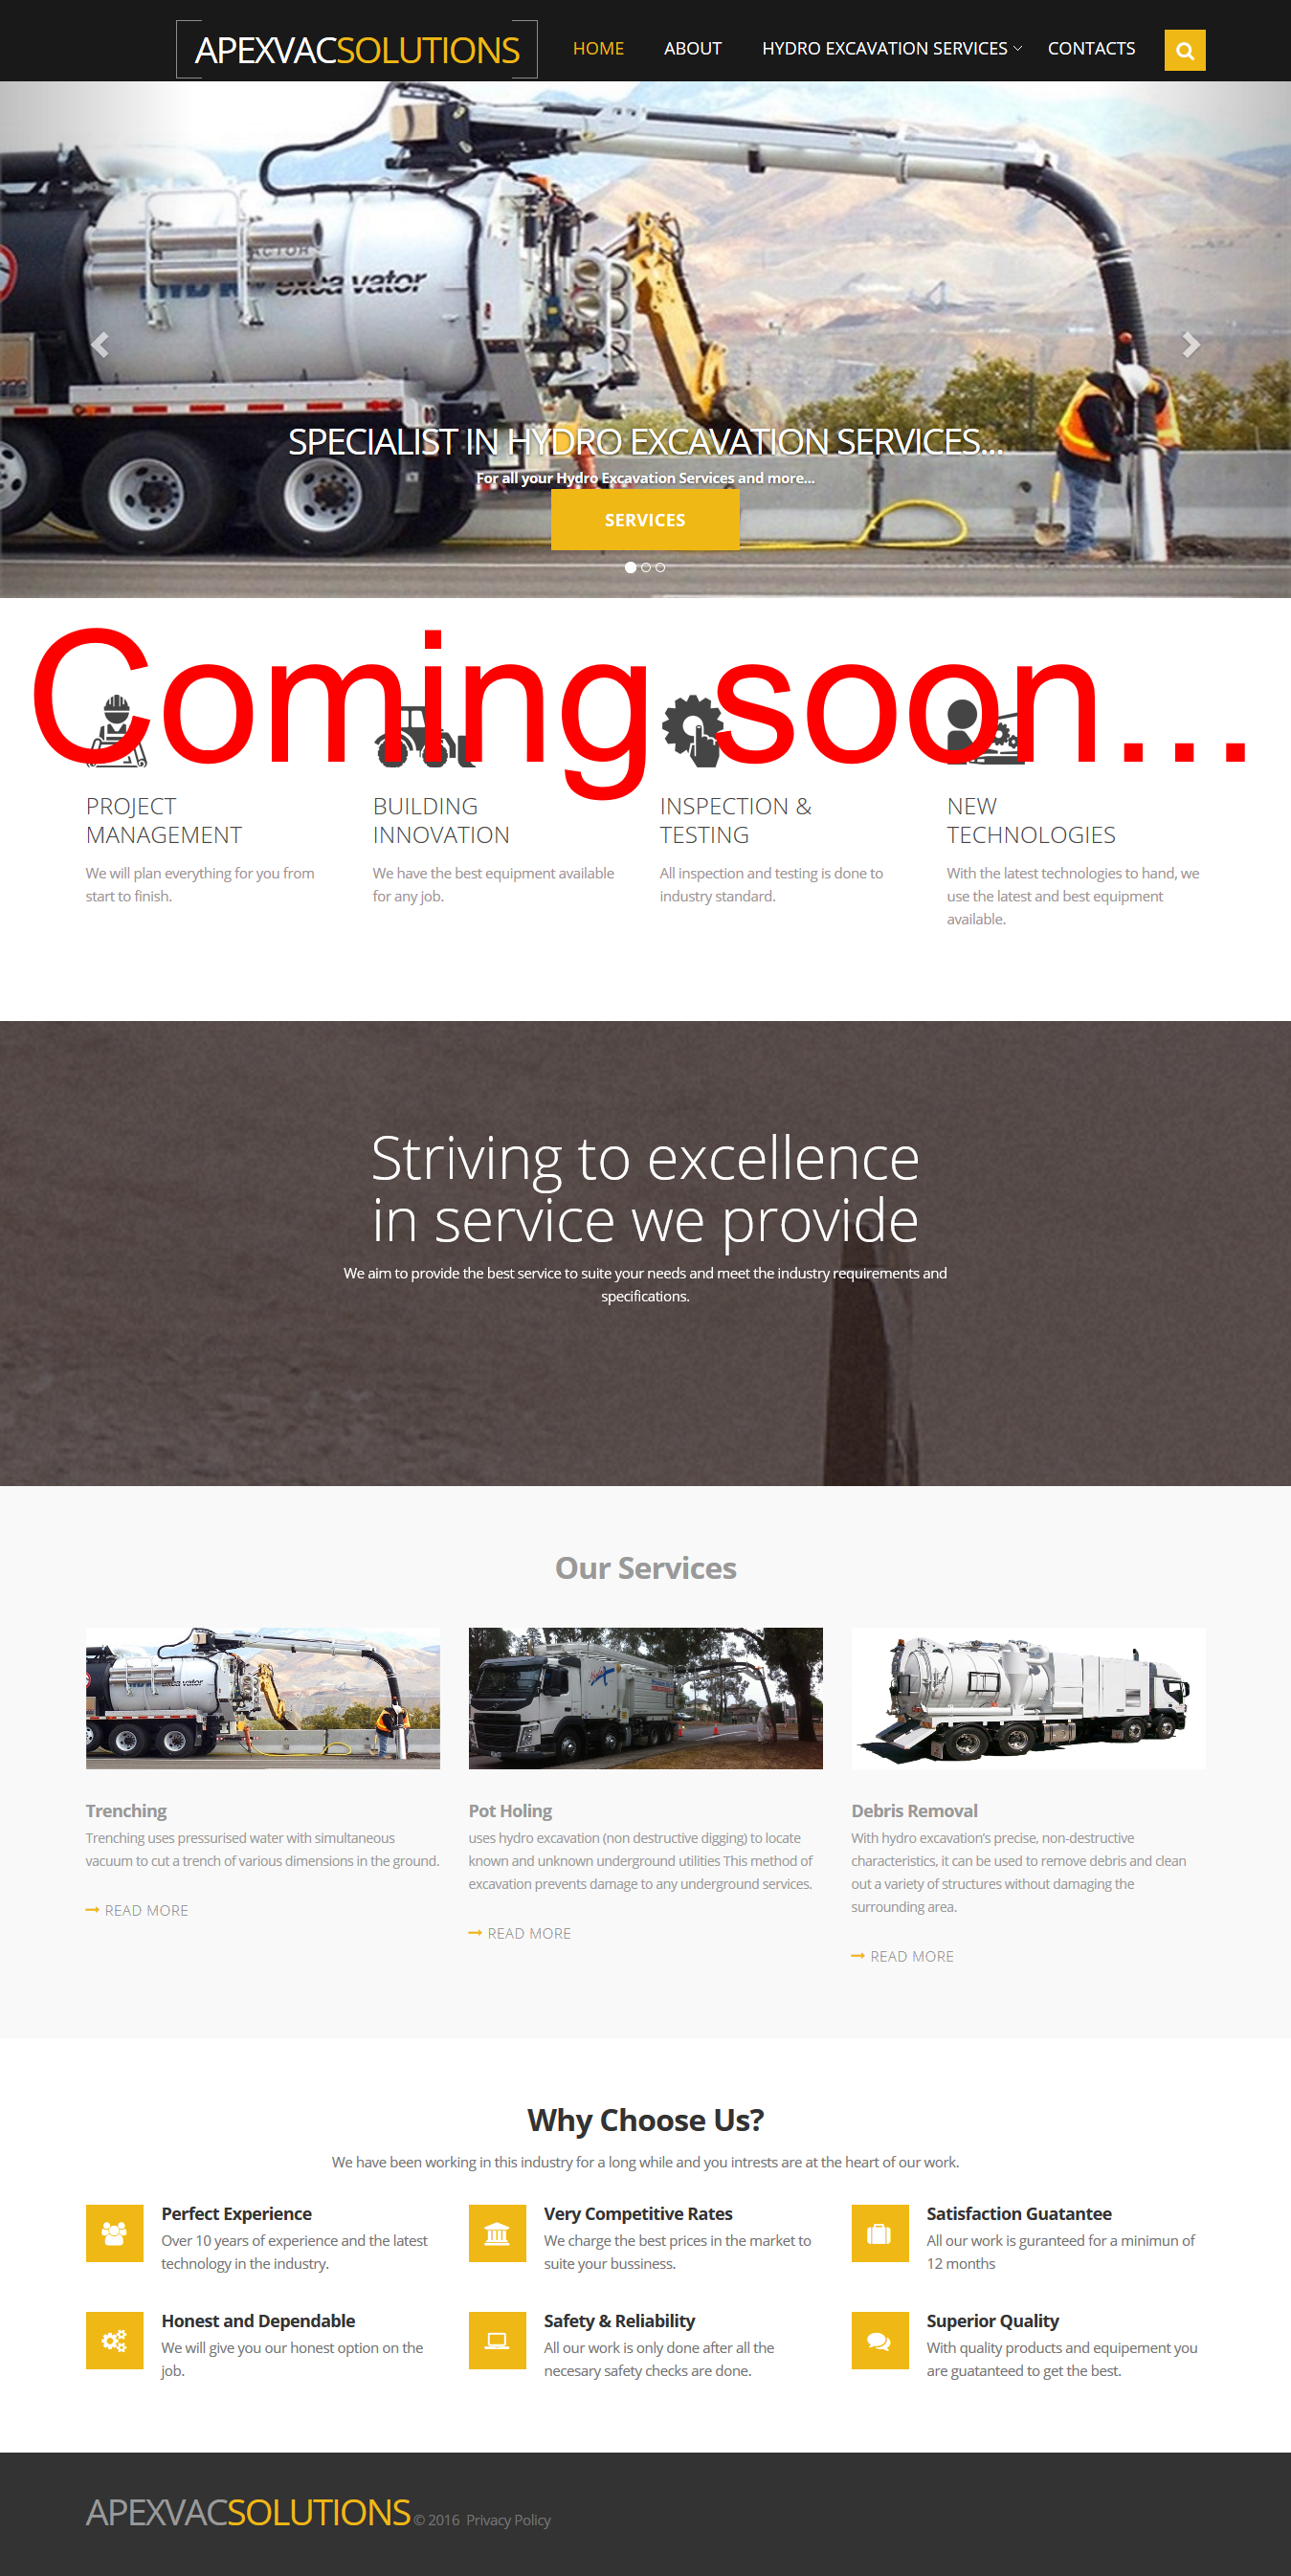 APEXVACSOLUTIONS
HOME
ABOUT
HYDRO EXCAVATION SERVICES
CONTACTS
excavator
SPECIALIST IN HYDRO EXCAVATION SERVICES...
For all your Hydro Excavation Services and more...
SERVICES
Coming soon...
PROJECT
MANAGEMENT
We will plan everything for you from
start to finish.
BUILDING
INNOVATION
We have the best equipment available
for any job.
INSPECTION &
TESTING
All inspection and testing is done to
industry standard.
NEW
TECHNOLOGIES
With the latest technologies to hand, we
use the latest and best equipment
available.
Striving to excellence
in service we provide
We aim to provide the best service to suite your needs and meet the industry requirements and
specifications.
Our Services
Trenching
Trenching uses pressurised water with simultaneous
vacuum to cut a trench of various dimensions in the ground.
READ MORE
Pot Holing
uses hydro excavation (non destructive digging) to locate
known and unknown underground utilities This method of
excavation prevents damage to any underground services.
READ MORE
Debris Removal
With hydro excavation's precise, non-destructive
characteristics, it can be used to remove debris and clean
out a variety of structures without damaging the
surrounding area.
READ MORE
Why Choose Us?
We have been working in this industry for a long while and you intrests are at the heart of our work.
Perfect Experience
Over 10 years of experience and the latest
technology in the industry.
Very Competitive Rates
We charge the best prices in the market to
suite your bussiness.
Satisfaction Guatantee
All our work is guranteed for a minimun of
12 months
Honest and Dependable
We will give you our honest option on the
job.
Safety & Reliability
All our work is only done after all the
necesary safety checks are done.
Superior Quality
With quality products and equipement you
are guatanteed to get the best.
APEXVACSOLUTIONS © 2016 Privacy Policy